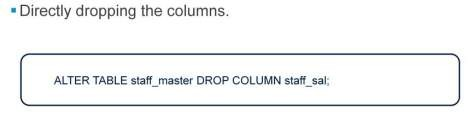 ▪ Directly dropping the columns.
ALTER TABLE staff_master DROP COLUMN staff_sal;